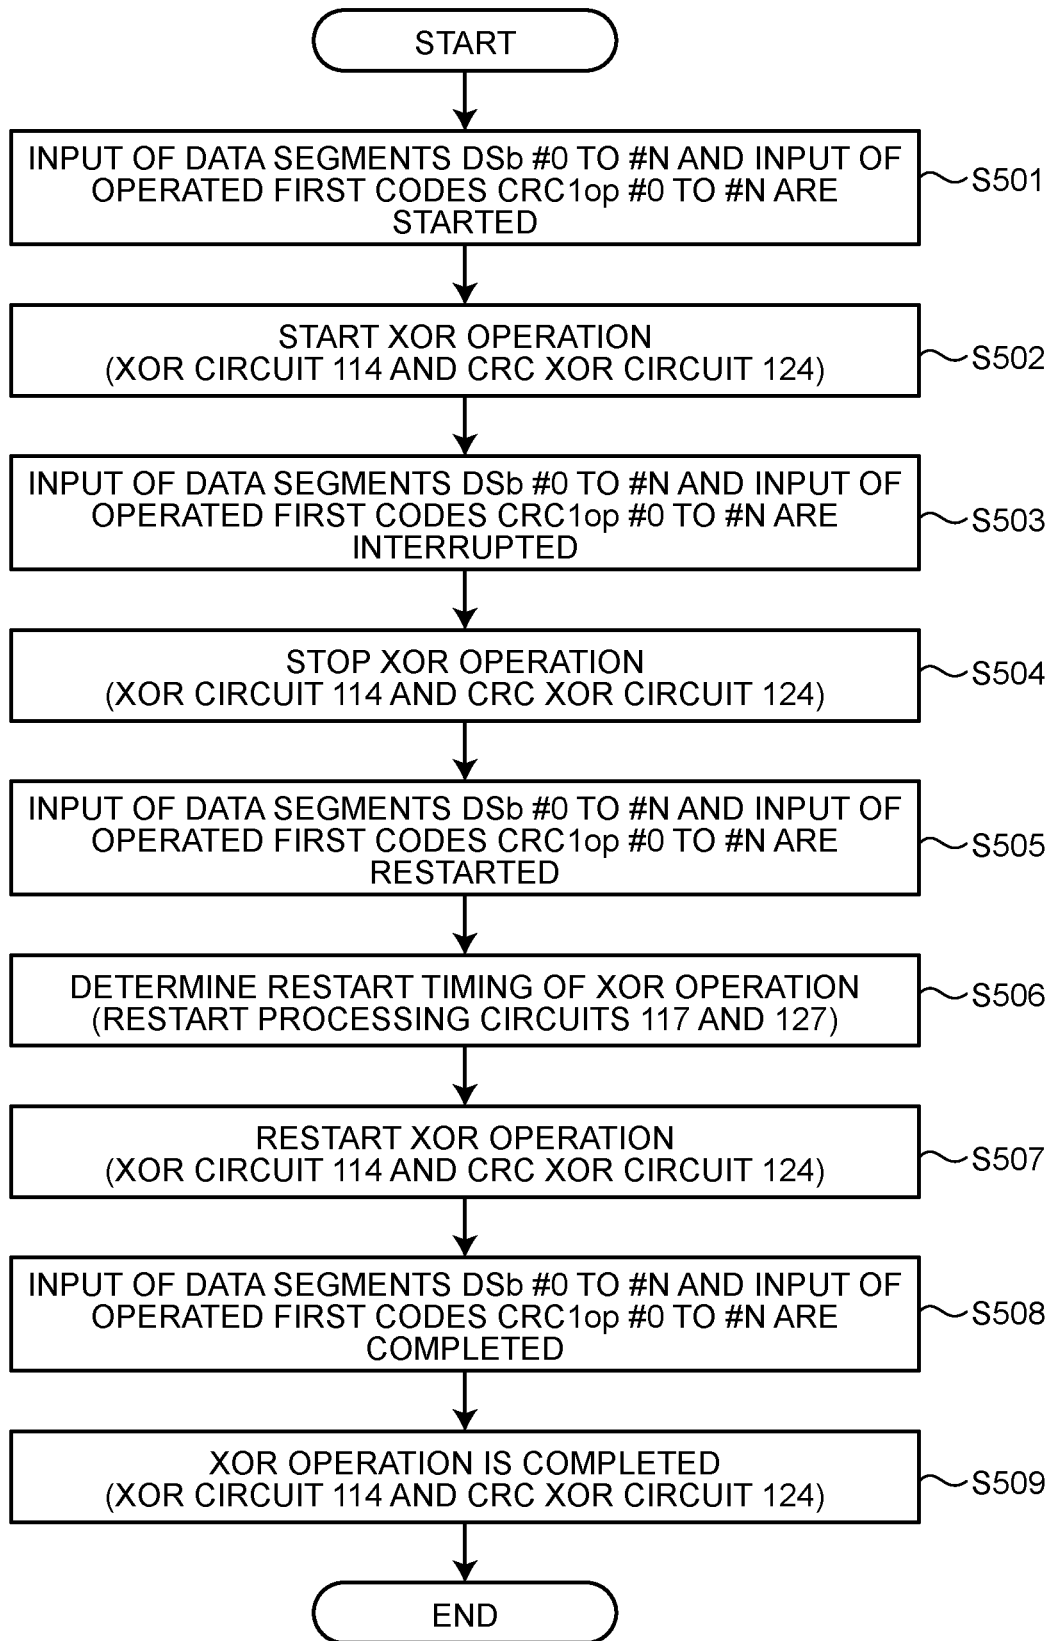 START
INPUT OF DATA SEGMENTS DSb #0 TO #N AND INPUT OF
OPERATED FIRST CODES CRC1op #0 TO #N ARE
STARTED
S501
START XOR OPERATION
(XOR CIRCUIT 114 AND CRC XOR CIRCUIT 124)
S502
INPUT OF DATA SEGMENTS DSb #0 TO #N AND INPUT OF
OPERATED FIRST CODES CRC1op #0 TO #N ARE
INTERRUPTED
S503
STOP XOR OPERATION
(XOR CIRCUIT 114 AND CRC XOR CIRCUIT 124)
S504
INPUT OF DATA SEGMENTS DSb #0 TO #N AND INPUT OF
OPERATED FIRST CODES CRC1op #0 TO #N ARE
RESTARTED
S505
DETERMINE RESTART TIMING OF XOR OPERATION
(RESTART PROCESSING CIRCUITS 117 AND 127)
S506
RESTART XOR OPERATION
(XOR CIRCUIT 114 AND CRC XOR CIRCUIT 124)
S507
INPUT OF DATA SEGMENTS DSb #0 TO #N AND INPUT OF
OPERATED FIRST CODES CRC1op #0 TO #N ARE
COMPLETED
S508
XOR OPERATION IS COMPLETED
(XOR CIRCUIT 114 AND CRC XOR CIRCUIT 124)
S509
END